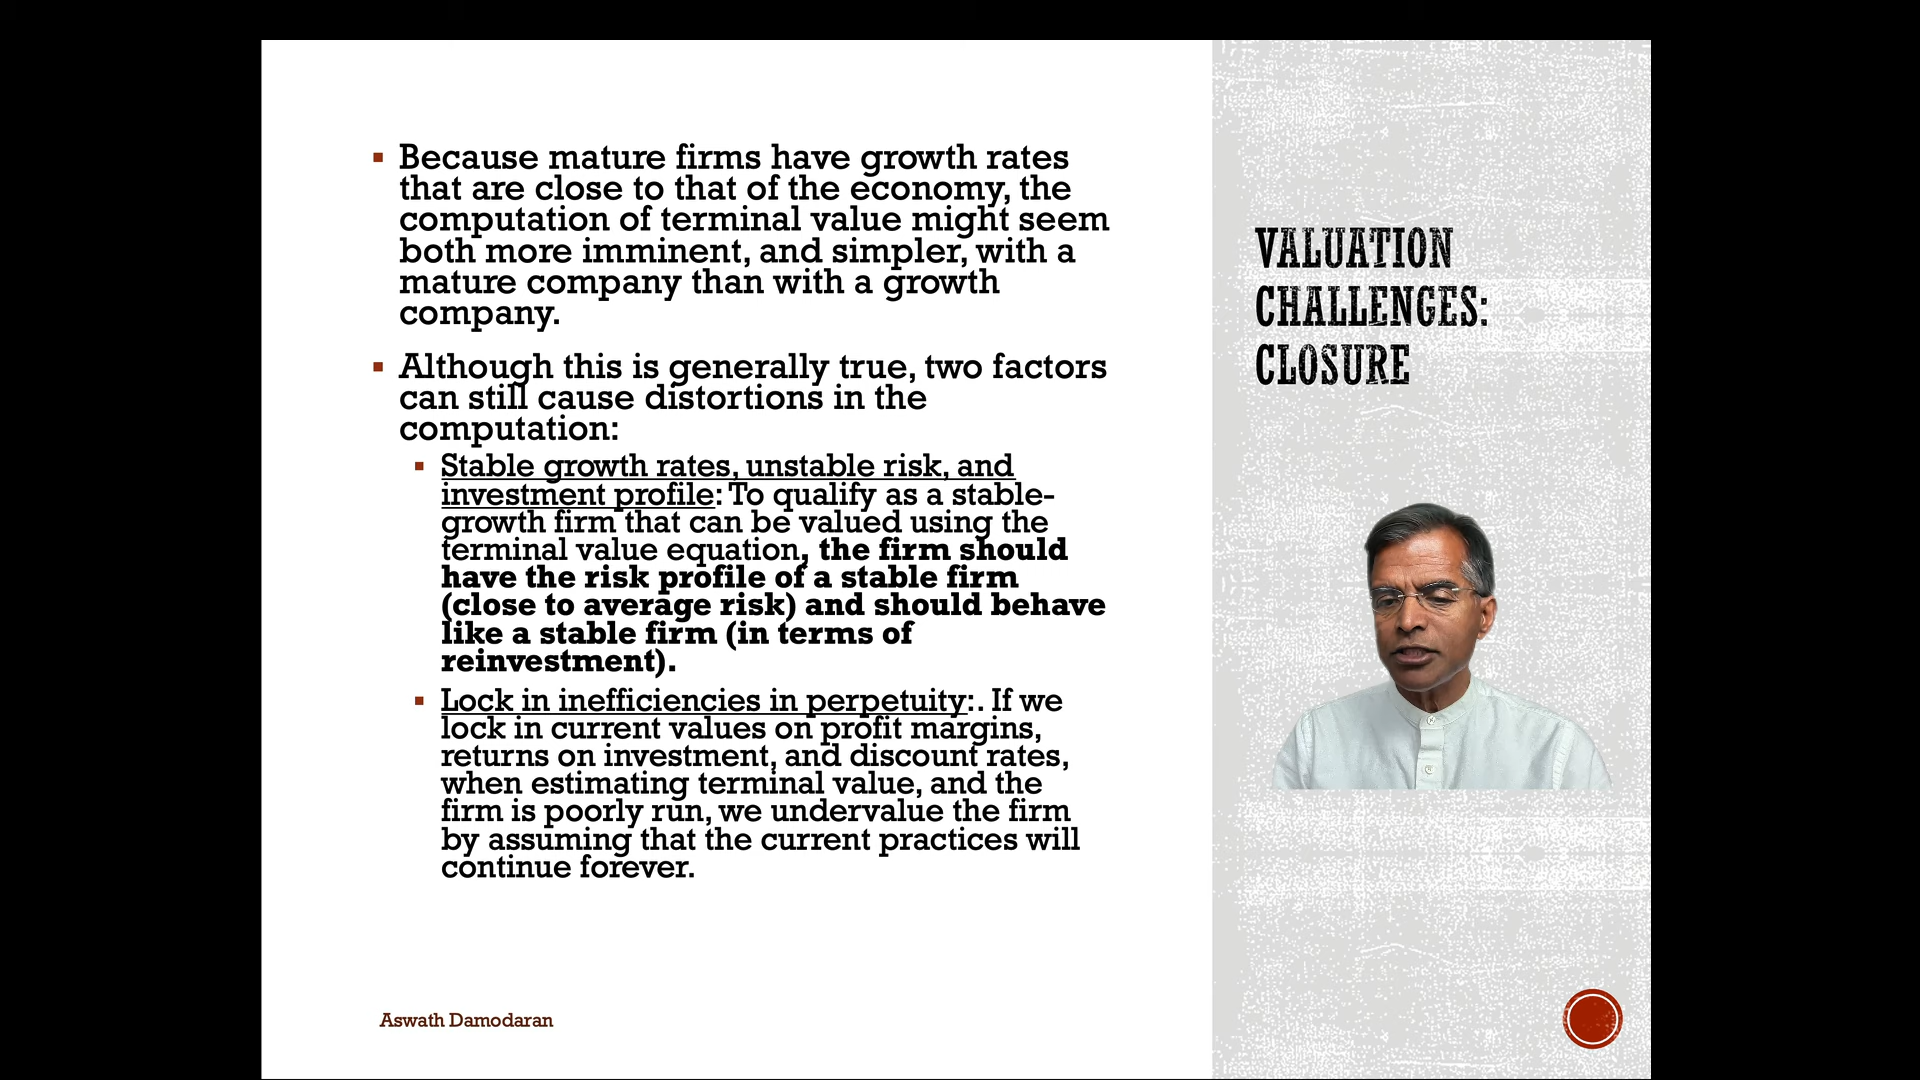 Because mature firms have growth rates
that are close to that of the economy, the
computation of terminal value might seem
both more imminent, and simpler, with a
mature company than with a growth
company.
Although this is generally true, two factors
can still cause distortions in the
computation:
Stable growth rates, unstable risk, and
investment profile: To qualify as a stable-
growth firm that can be valued using the
terminal value equation, the firm should
have the risk profile of a stable firm
(close to average risk) and should behave
like a stable firm (in terms of
reinvestment).
Lock in inefficiencies in perpetuity:. If we
lock in current values on profit margins,
returns on investment, and discount rates,
when estimating terminal value, and the
firm is poorly run, we undervalue the firm
by assuming that the current practices will
continue forever.
VALUATION
CHALLENGES:
CLOSURE
Aswath Damodaran